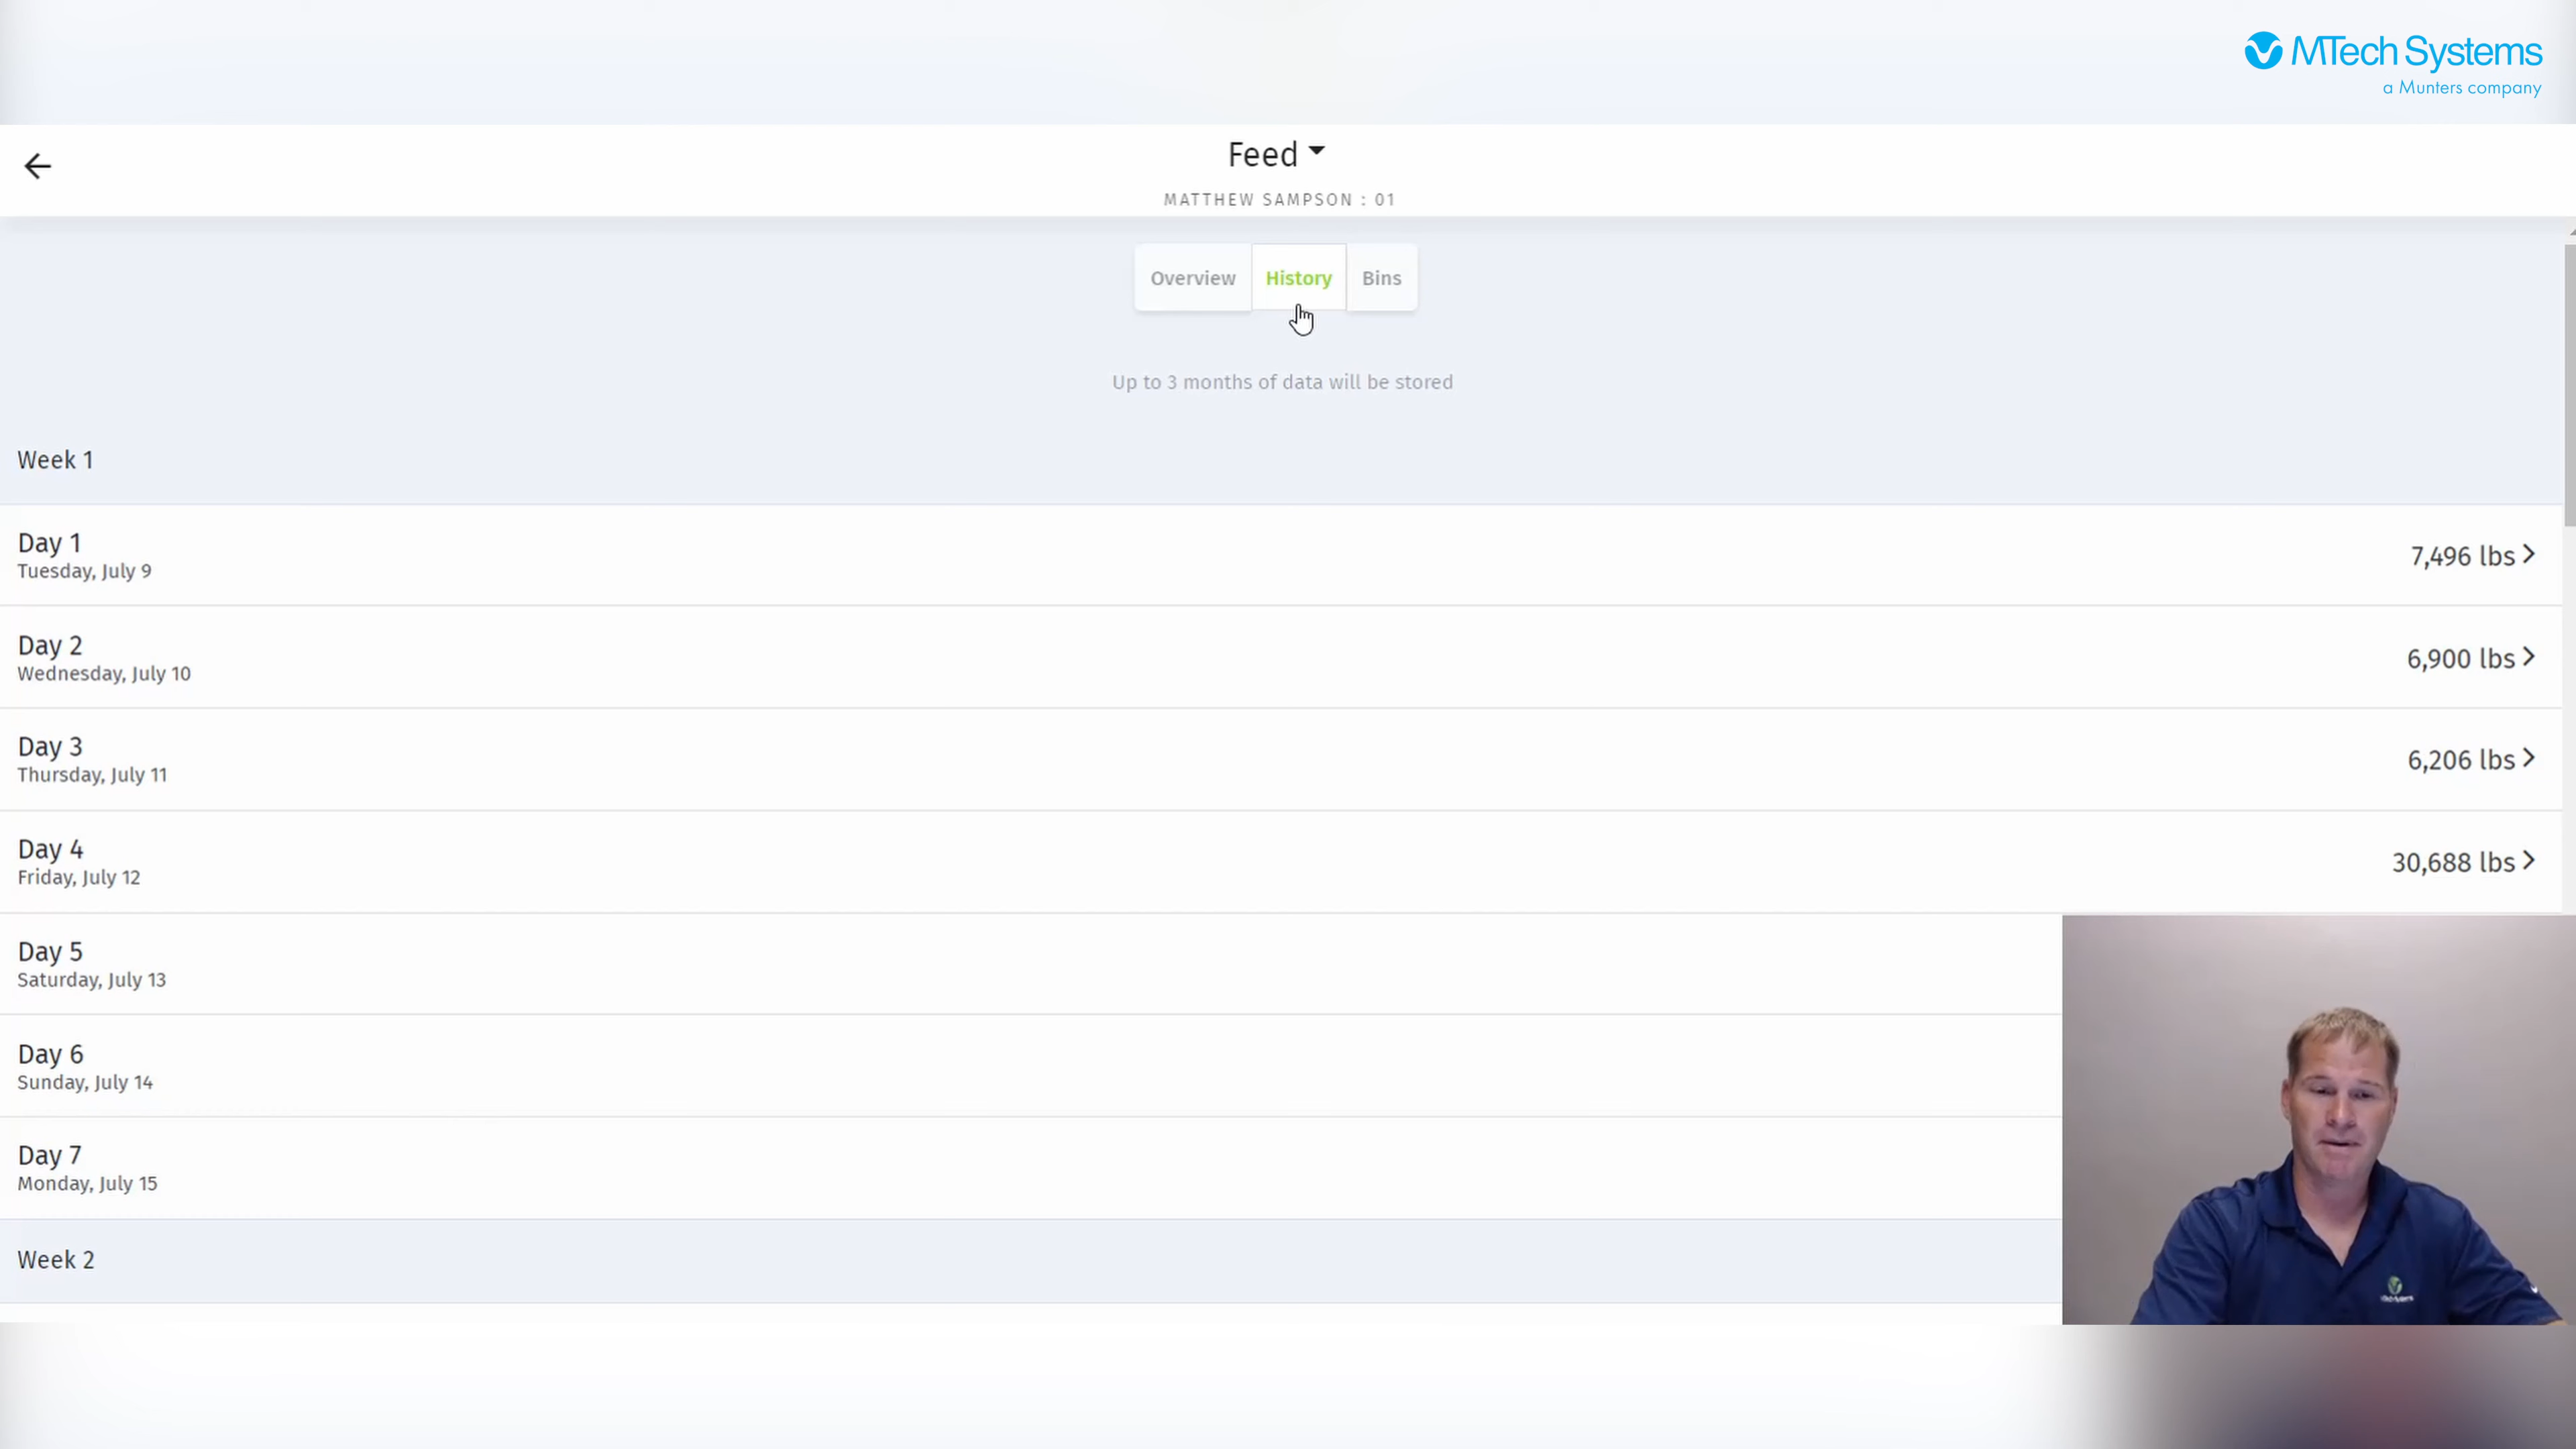 MTech Systems
a Munters company
Feed
MATTHEW SAMPSON : 01
Overview
History
Bins
Up to 3 months of data will be stored
Week 1
Day 1
Tuesday, July 9
7,496 lbs
Day 2
Wednesday, July 10
6,900 lbs
Day 3
Thursday, July 11
6,206 lbs
Day 4
Friday, July 12
30,688 lbs
Day 5
Saturday, July 13
Day 6
Sunday, July 14
Day 7
Monday, July 15
Week 2